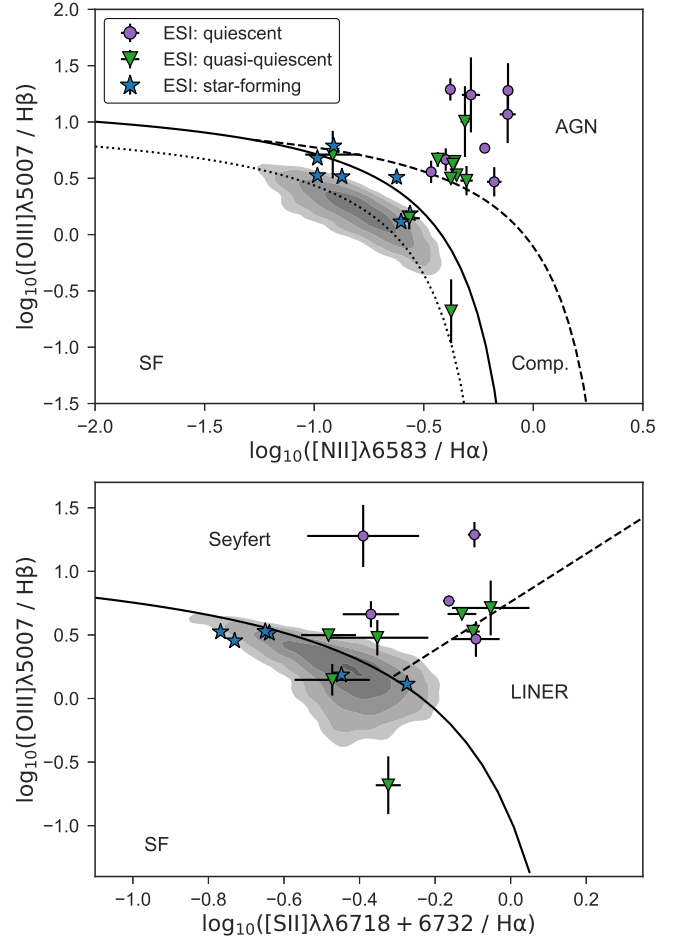 2.0
1.5
1.0
0.5
0.0
−0.5
−1.0
−1.5
log10([OIII]λ5007 / Hβ)
ESI: quiescent
ESI: quasi-quiescent
ESI: star-forming
AGN
SF
Comp.
−2.0 −1.5 −1.0 −0.5 0.0 0.5
log10([NII]λ6583 / Hα)
1.5
1.0
0.5
0.0
−0.5
−1.0
log10([OIII]λ5007 / Hβ)
Seyfert
LINER
SF
−1.0 −0.8 −0.6 −0.4 −0.2 0.0 0.2
log10([SII]λλ6718 + 6732 / Hα)